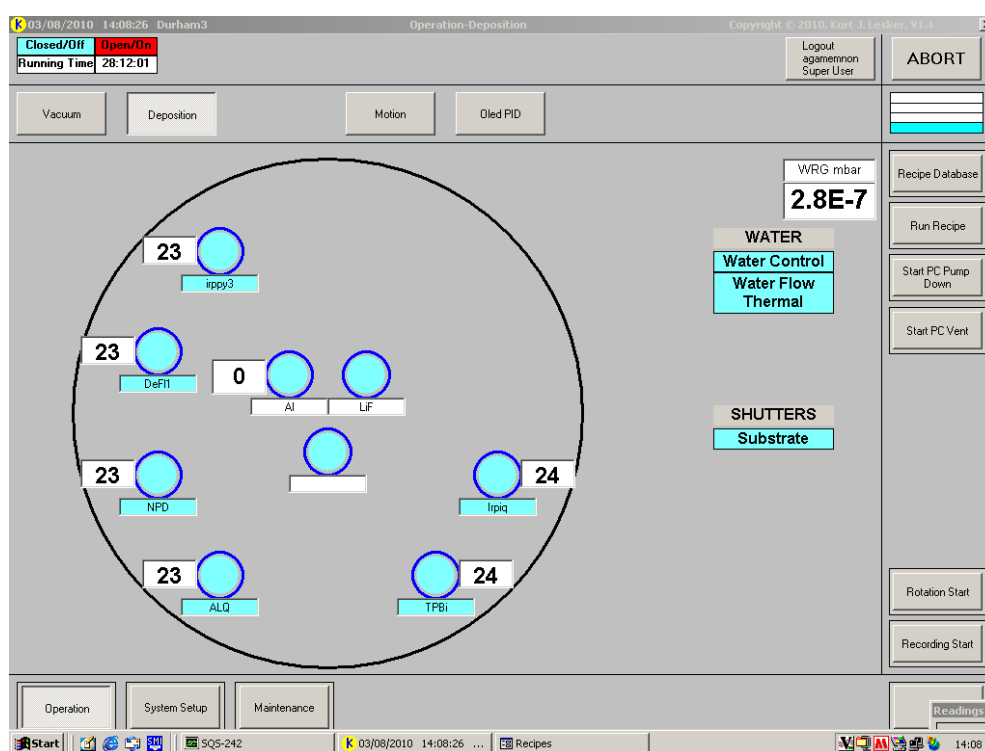 K 03/08/2010 14:08:26 Durham3 Operation-Deposition Copyright © 2010. Kurt J. Lesker. V1.4
Closed/Off Open/On
Running Time 28:12:01
Logout
agamemnon
Super User
ABORT
Vacuum Deposition Motion Oled PID
WRG mbar
2.8E-7
Recipe Database
Run Recipe
Start PC Pump
Down
Start PC Vent
WATER
Water Control
Water Flow
Thermal
SHUTTERS
Substrate
23
irppy3
23
DeFl1
0
Al LiF
23
NPD
24
Irpiq
23
ALQ
24
TPBi
Rotation Start
Recording Start
Operation System Setup Maintenance
Readings
Start SQS-242 K 03/08/2010 14:08:26 ... Recipes 14:08